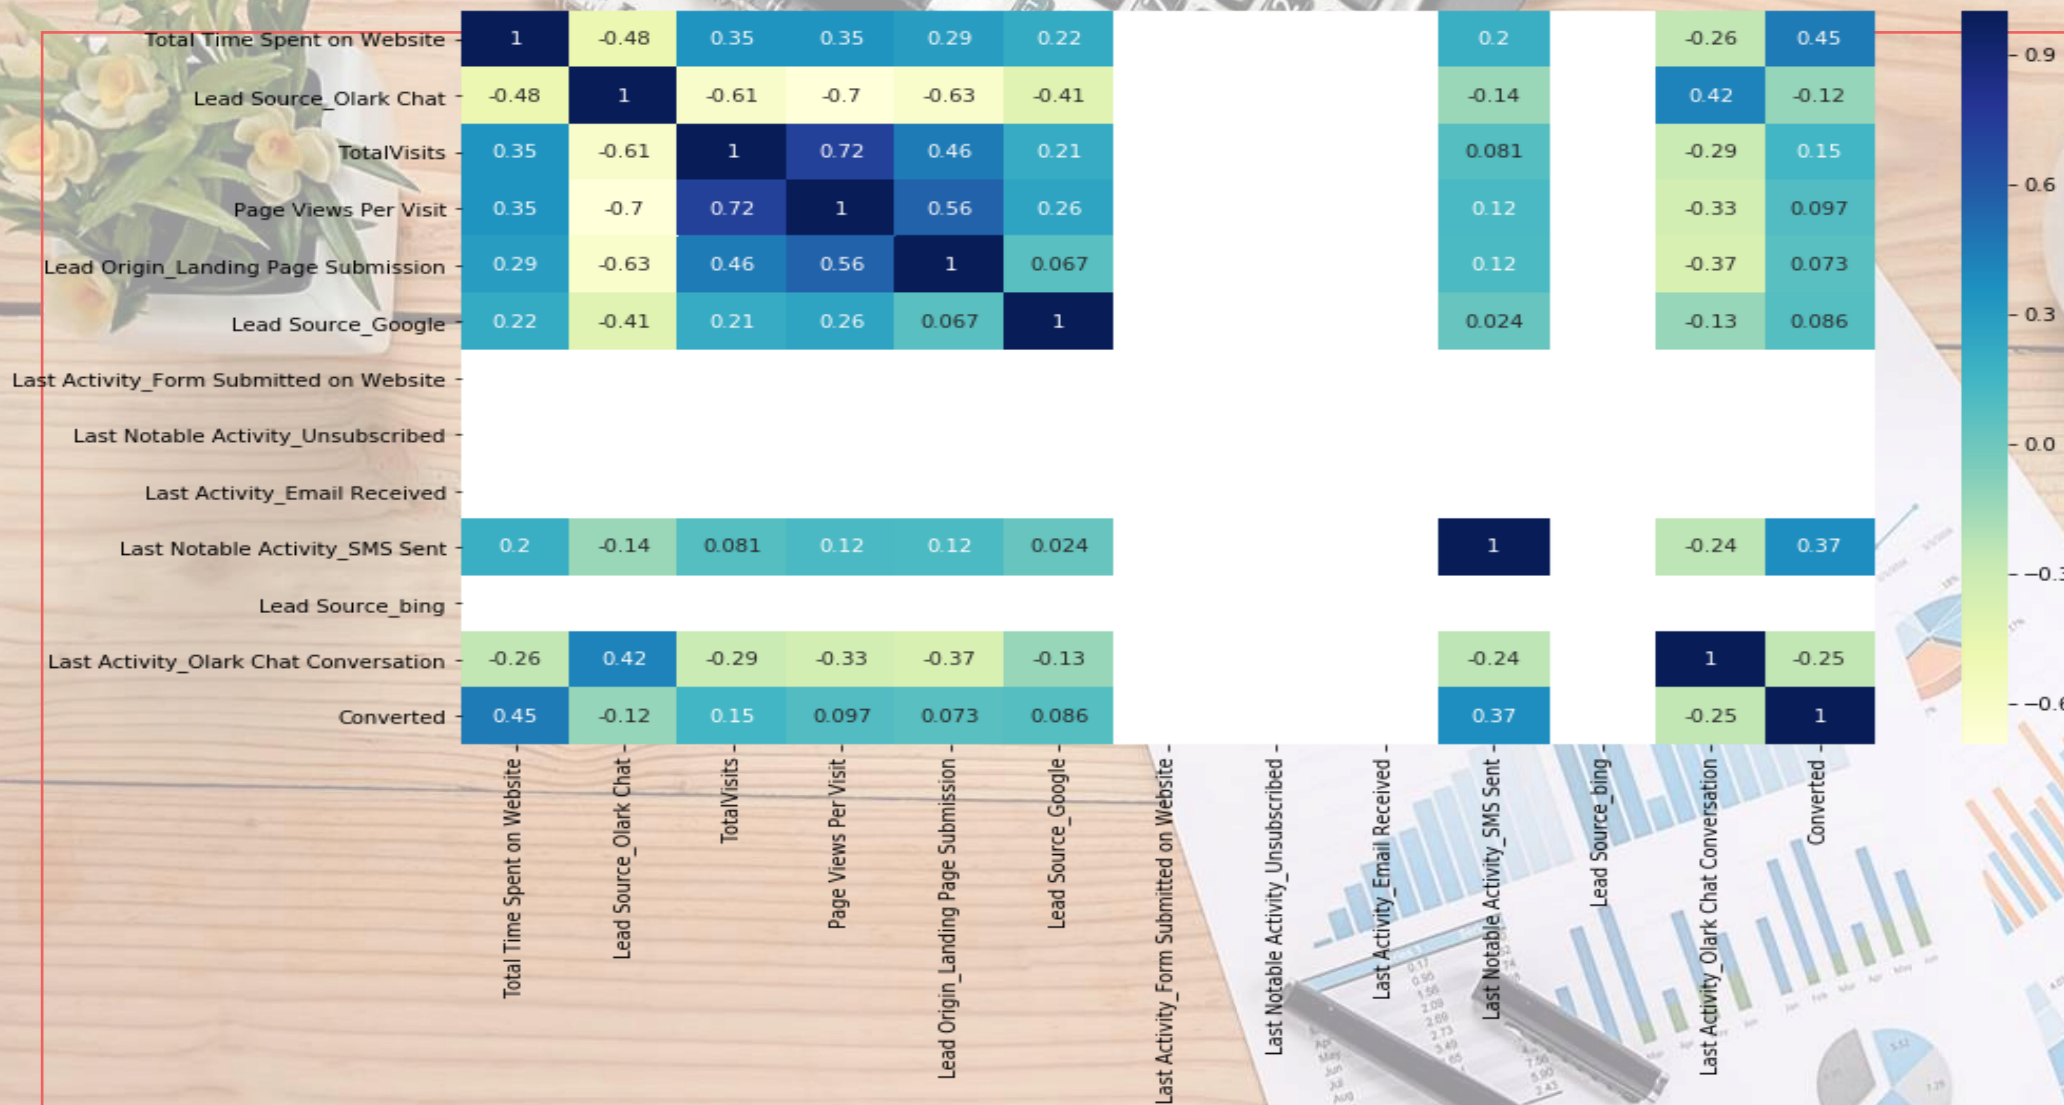 Total Time Spent on Website 1 -0.48 0.35 0.35 0.29 0.22 0.2 -0.26 0.45
Lead Source_Olark Chat -0.48 1 -0.61 -0.7 -0.63 -0.41 -0.14 0.42 -0.12
TotalVisits 0.35 -0.61 1 0.72 0.46 0.21 0.081 -0.29 0.15
Page Views Per Visit 0.35 -0.7 0.72 1 0.56 0.26 0.12 -0.33 0.097
Lead Origin_Landing Page Submission 0.29 -0.63 0.46 0.56 1 0.067 0.12 -0.37 0.073
Lead Source_Google 0.22 -0.41 0.21 0.26 0.067 1 0.024 -0.13 0.086
Last Activity_Form Submitted on Website
Last Notable Activity_Unsubscribed
Last Activity_Email Received
Last Notable Activity_SMS Sent 0.2 -0.14 0.081 0.12 0.12 0.024 1 -0.24 0.37
Lead Source_bing
Last Activity_Olark Chat Conversation -0.26 0.42 -0.29 -0.33 -0.37 -0.13 -0.24 1 -0.25
Converted 0.45 -0.12 0.15 0.097 0.073 0.086 0.37 -0.25 1
Total Time Spent on Website
Lead Source_Olark Chat
TotalVisits
Page Views Per Visit
Lead Origin_Landing Page Submission
Lead Source_Google
Last Activity_Form Submitted on Website
Last Notable Activity_Unsubscribed
Last Activity_Email Received
Last Notable Activity_SMS Sent
Lead Source_bing
Last Activity_Olark Chat Conversation
Converted
0.9
0.6
0.3
0.0
−0.3
−0.6